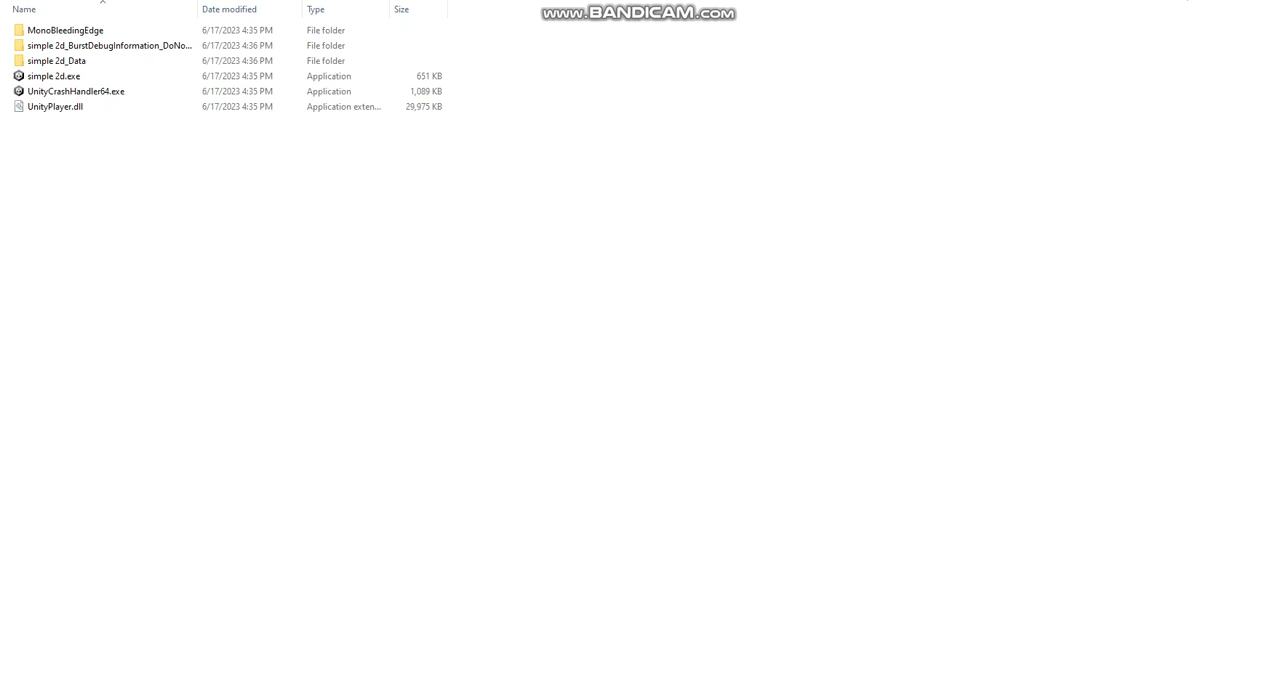 www.BANDICAM.com
Name Date modified Type Size
MonoBleedingEdge 6/17/2023 4:35 PM File folder
simple 2d_BurstDebugInformation_DoNo... 6/17/2023 4:36 PM File folder
simple 2d_Data 6/17/2023 4:36 PM File folder
simple 2d.exe 6/17/2023 4:35 PM Application 651 KB
UnityCrashHandler64.exe 6/17/2023 4:35 PM Application 1,089 KB
UnityPlayer.dll 6/17/2023 4:35 PM Application exten... 29,975 KB